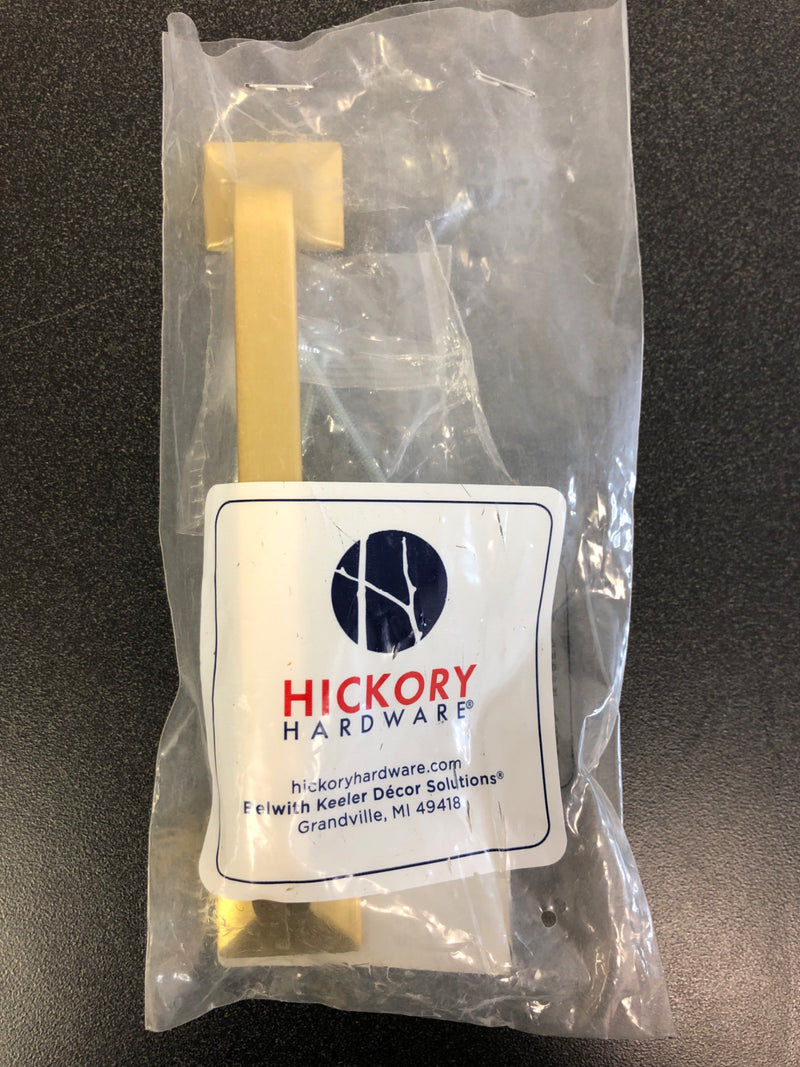 HICKORY
HARDWARE®
hickoryhardware.com
Belwith Keeler Décor Solutions®
Grandville, MI 49418